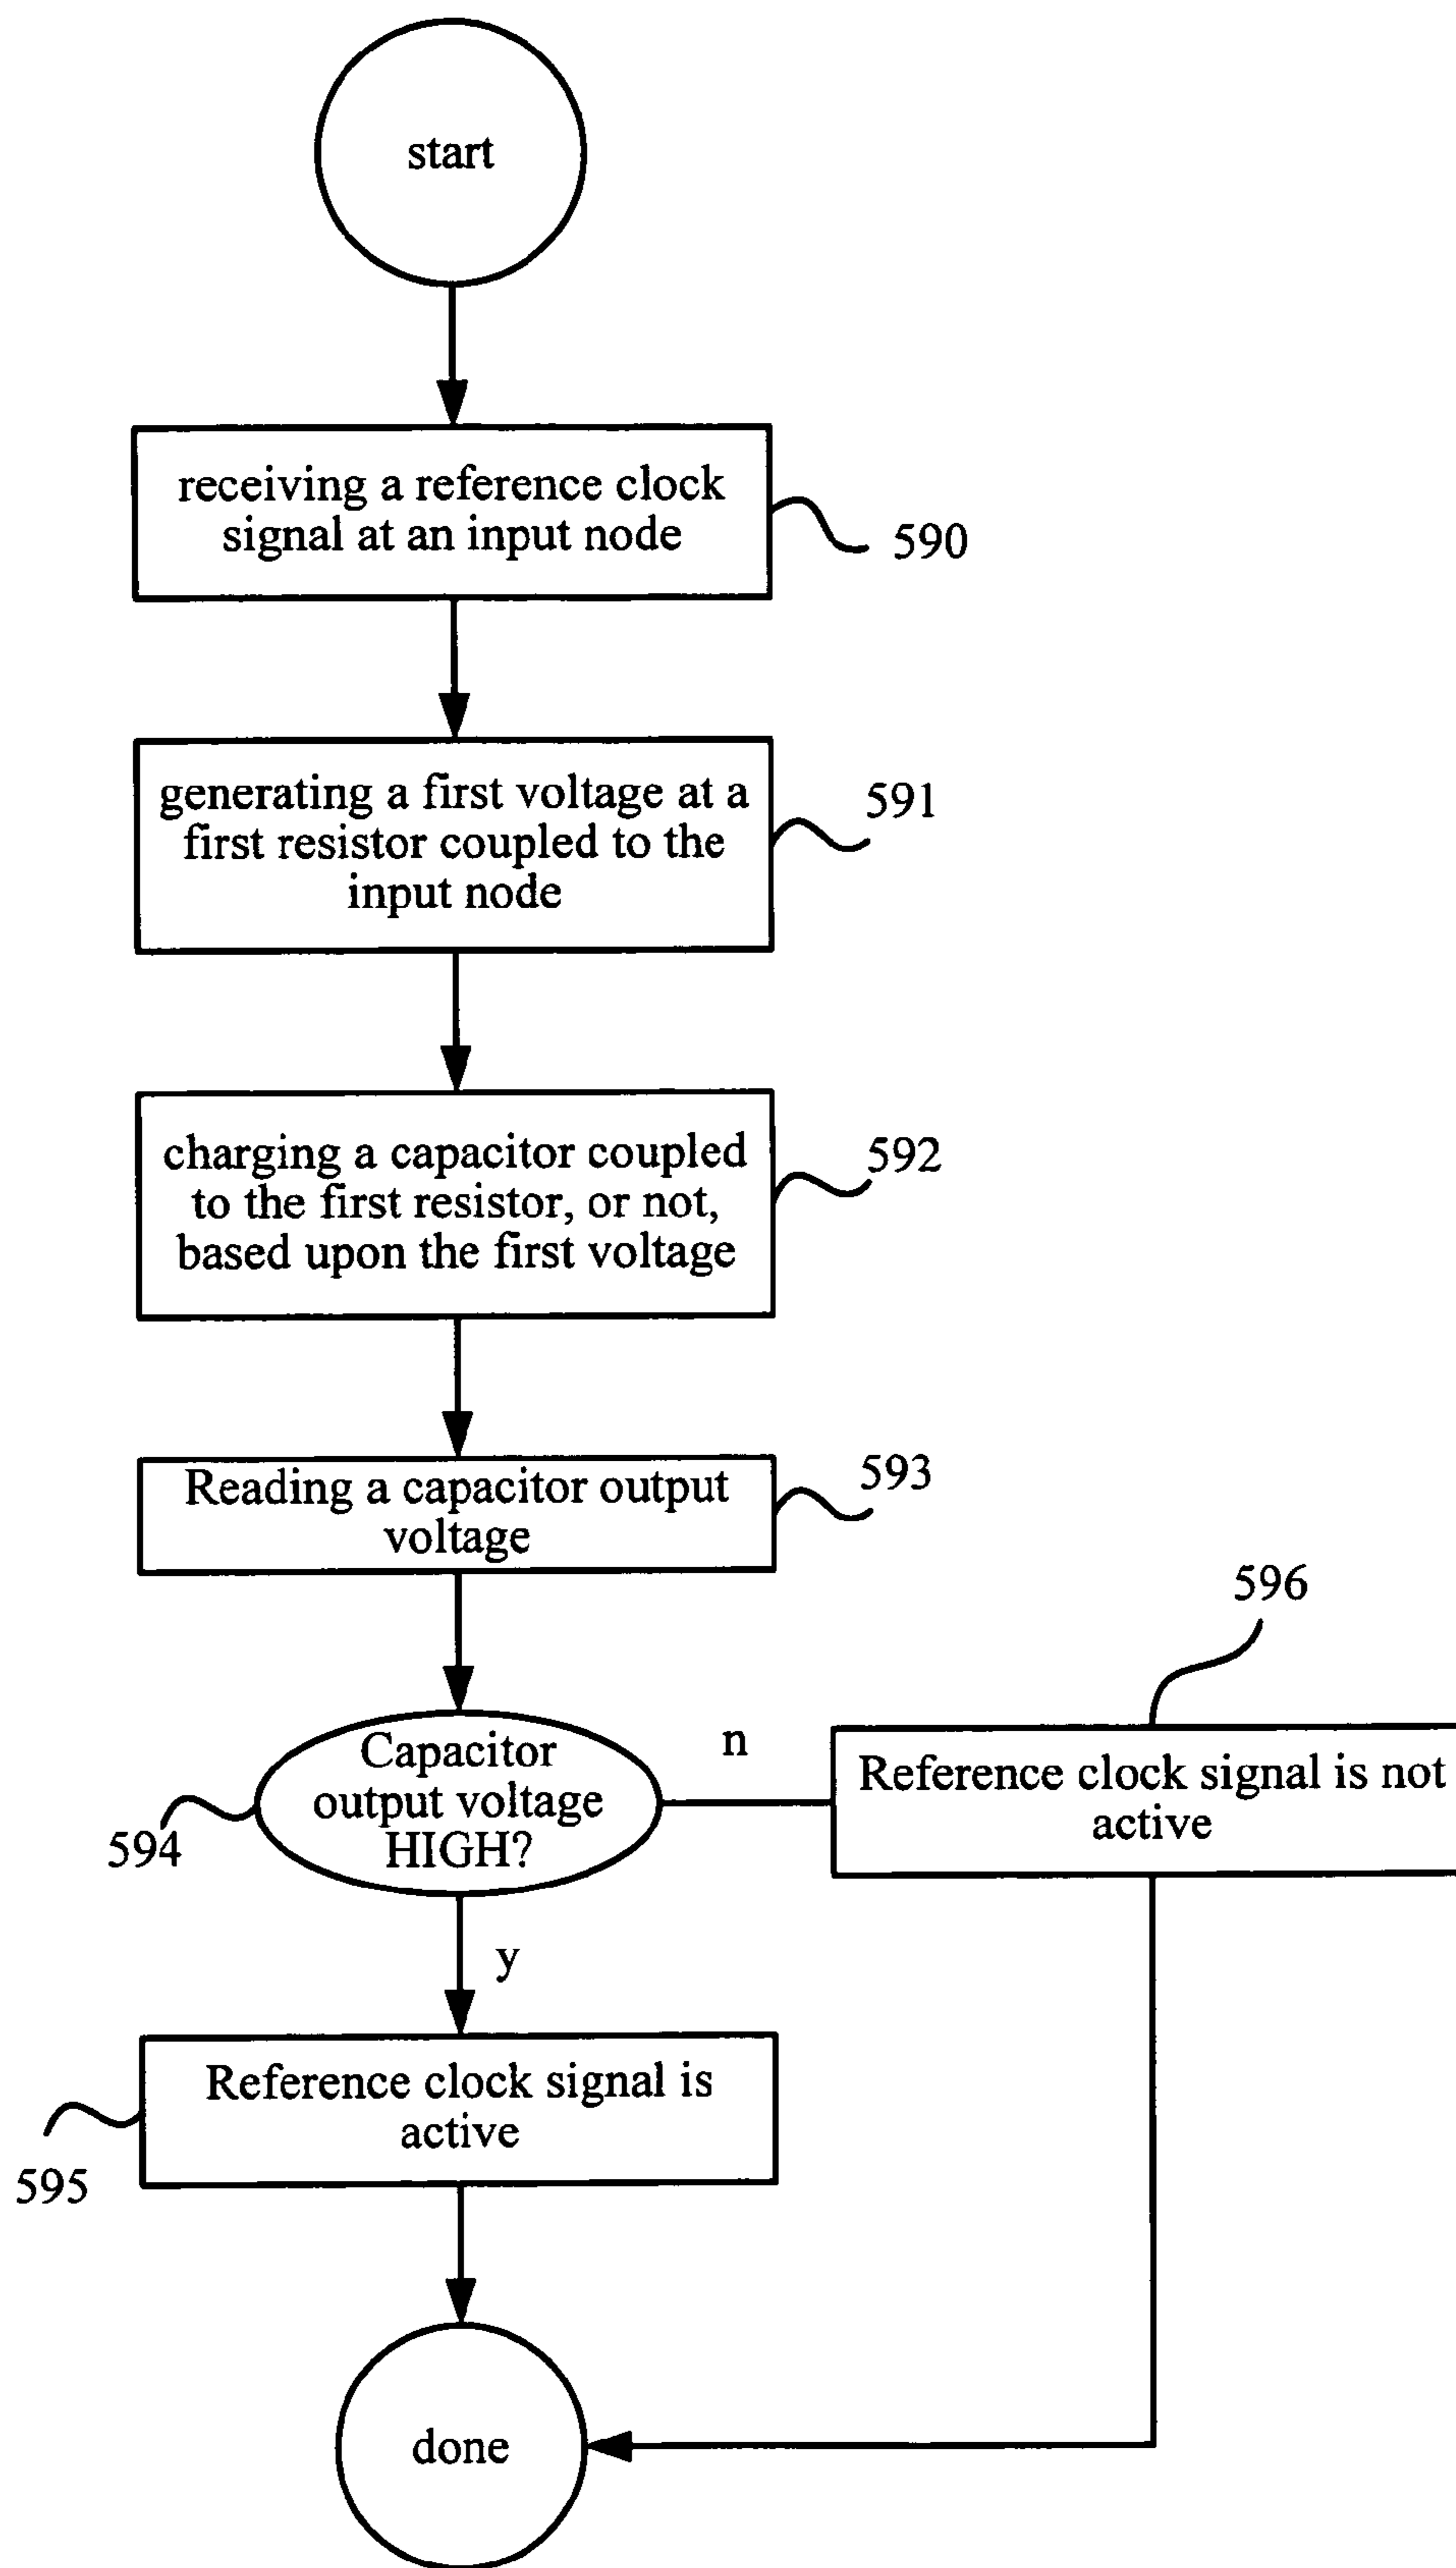 start
receiving a reference clock
signal at an input node
590
generating a first voltage at a
first resistor coupled to the
input node
591
charging a capacitor coupled
to the first resistor, or not,
based upon the first voltage
592
Reading a capacitor output
voltage
593
Capacitor
output voltage
HIGH?
594
n
596
Reference clock signal is not
active
y
Reference clock signal is
active
595
done